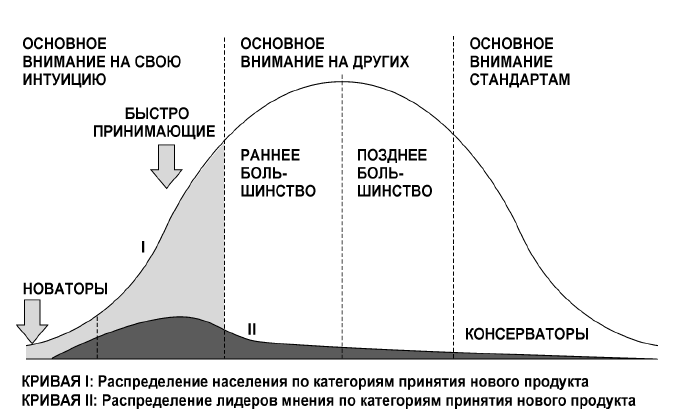 ОСНОВНОЕ
ВНИМАНИЕ НА СВОЮ
ИНТУИЦИЮ
ОСНОВНОЕ
ВНИМАНИЕ НА ДРУГИХ
ОСНОВНОЕ
ВНИМАНИЕ
СТАНДАРТАМ
БЫСТРО
ПРИНИМАЮЩИЕ
РАННЕЕ
БОЛЬ-
ШИНСТВО
ПОЗДНЕЕ
БОЛЬ-
ШИНСТВО
I
НОВАТОРЫ
II
КОНСЕРВАТОРЫ
КРИВАЯ I: Распределение населения по категориям принятия нового продукта
КРИВАЯ II: Распределение лидеров мнения по категориям принятия нового продукта